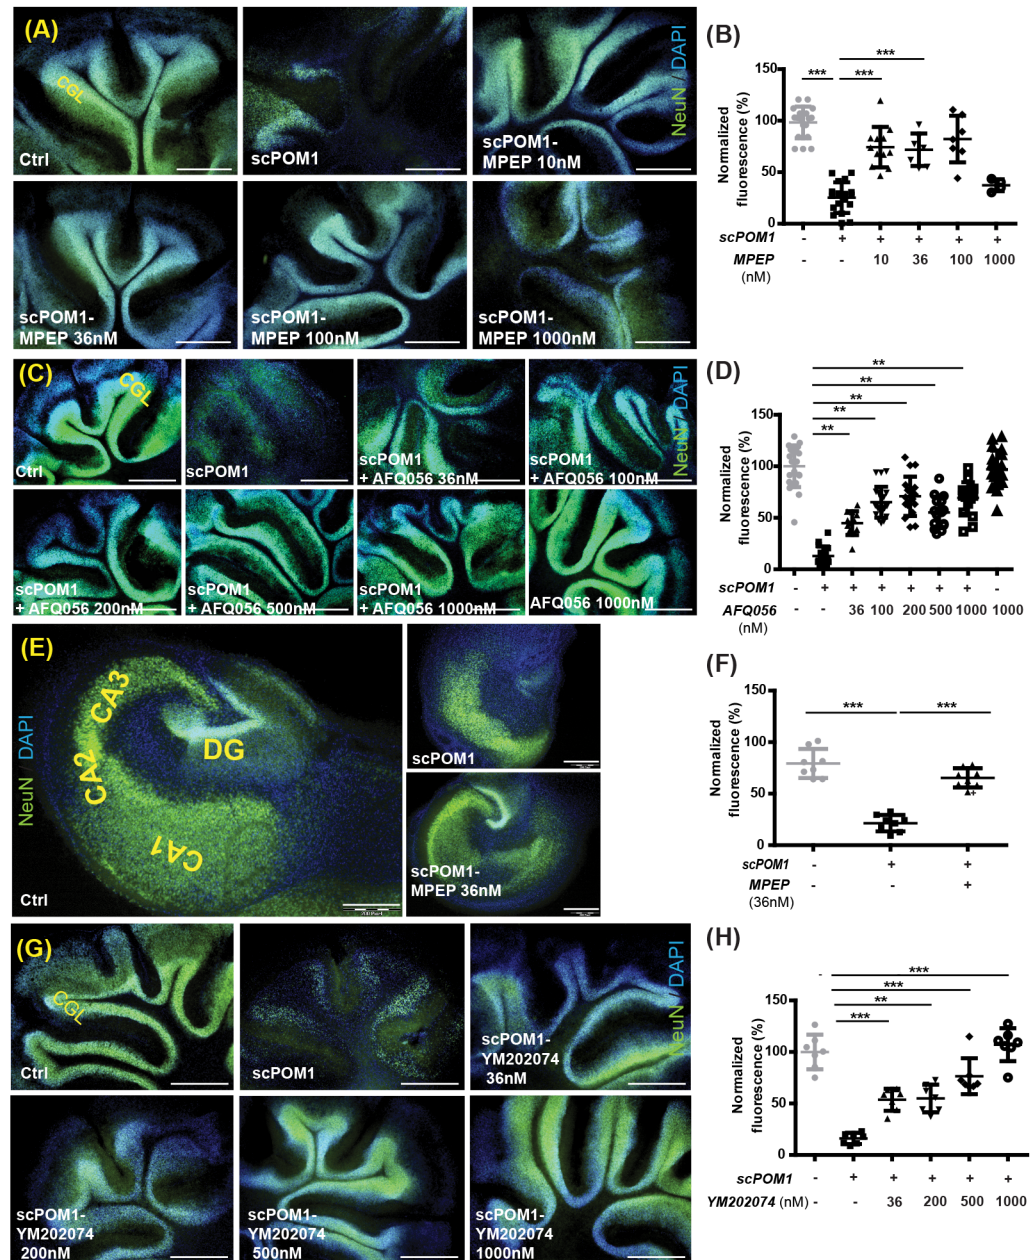 (A)
CGL
Ctrl
scPOM1
scPOM1-
MPEP 10nM
NeuN / DAPI
scPOM1-
MPEP 36nM
scPOM1-
MPEP 100nM
scPOM1-
MPEP 1000nM
(B)
***
*** ***
Normalized
fluorescence (%)
150
100
50
0
scPOM1 - + + + + +
MPEP - - 10 36 100 1000
(nM)
(C)
CGL
Ctrl
scPOM1
scPOM1
+ AFQ056 36nM
scPOM1
+ AFQ056 100nM
NeuN / DAPI
scPOM1
+ AFQ056 200nM
scPOM1
+ AFQ056 500nM
scPOM1
+ AFQ056 1000nM
AFQ056 1000nM
(D)
**
**
**
**
**
Normalized
fluorescence (%)
150
100
50
0
scPOM1 - + + + + + + -
AFQ056 - - 36 100 200 500 1000 1000
(nM)
(E)
NeuN DAPI
CA3
CA2
CA1
DG
Ctrl
scPOM1
scPOM1-
MPEP 36nM
(F)
*** ***
Normalized
fluorescence (%)
150
100
50
0
scPOM1 - + +
MPEP - - +
(36nM)
(G)
CGL
Ctrl
scPOM1
scPOM1-
YM202074
36nM
NeuN / DAPI
scPOM1-
YM202074
200nM
scPOM1-
YM202074
500nM
scPOM1-
YM202074
1000nM
(H)
- ***
***
**
***
Normalized
fluorescence (%)
150
100
50
0
scPOM1 - + + + + +
YM202074 (nM) - - 36 200 500 1000